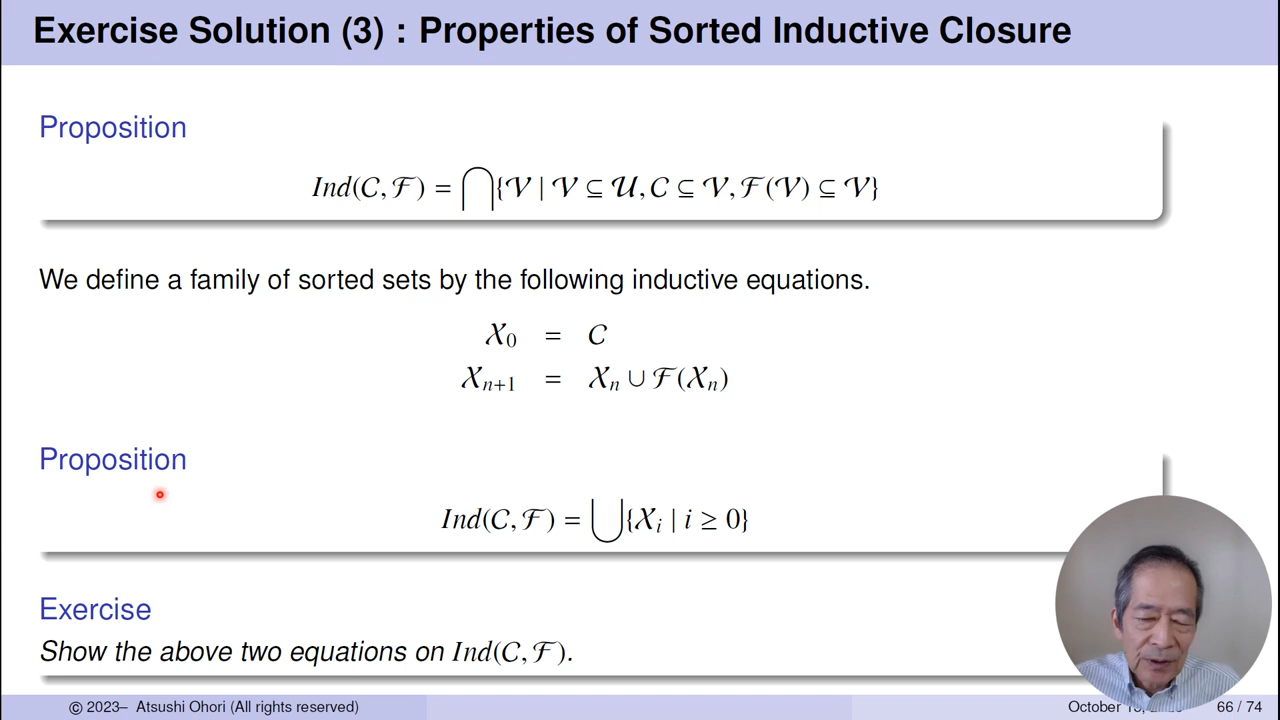 Exercise Solution (3) : Properties of Sorted Inductive Closure
Proposition
Ind(C, ℱ) = ⋂{𝒱 | 𝒱 ⊆ 𝒰, C ⊆ 𝒱, ℱ(𝒱) ⊆ 𝒱}
We define a family of sorted sets by the following inductive equations.
𝒳₀ = C
𝒳ₙ₊₁ = 𝒳ₙ ∪ ℱ(𝒳ₙ)
Proposition
Ind(C, ℱ) = ⋃{𝒳ᵢ | i ≥ 0}
Exercise
Show the above two equations on Ind(C, ℱ).
© 2023– Atsushi Ohori (All rights reserved)
October 66 / 74